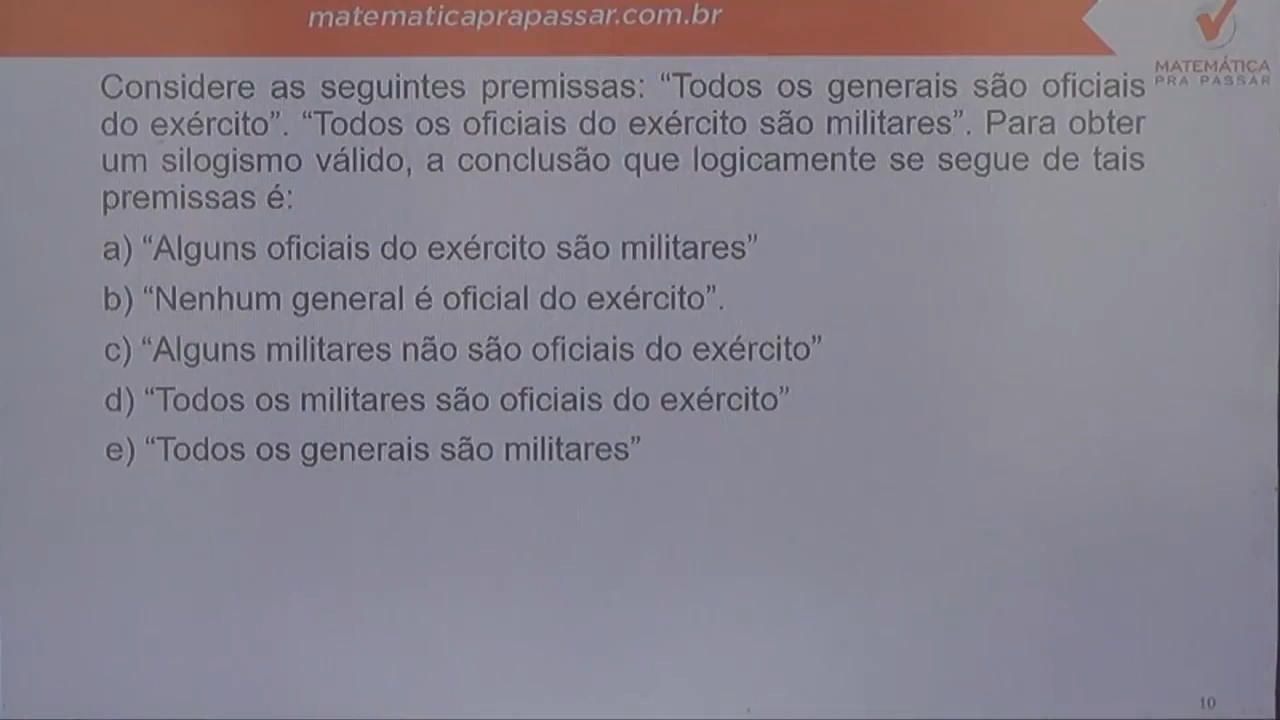 matematicaprapassar.com.br
MATEMÁTICA
PRA PASSAR
Considere as seguintes premissas: “Todos os generais são oficiais
do exército”. “Todos os oficiais do exército são militares”. Para obter
um silogismo válido, a conclusão que logicamente se segue de tais
premissas é:
a) “Alguns oficiais do exército são militares”
b) “Nenhum general é oficial do exército”.
c) “Alguns militares não são oficiais do exército”
d) “Todos os militares são oficiais do exército”
e) “Todos os generais são militares”
10